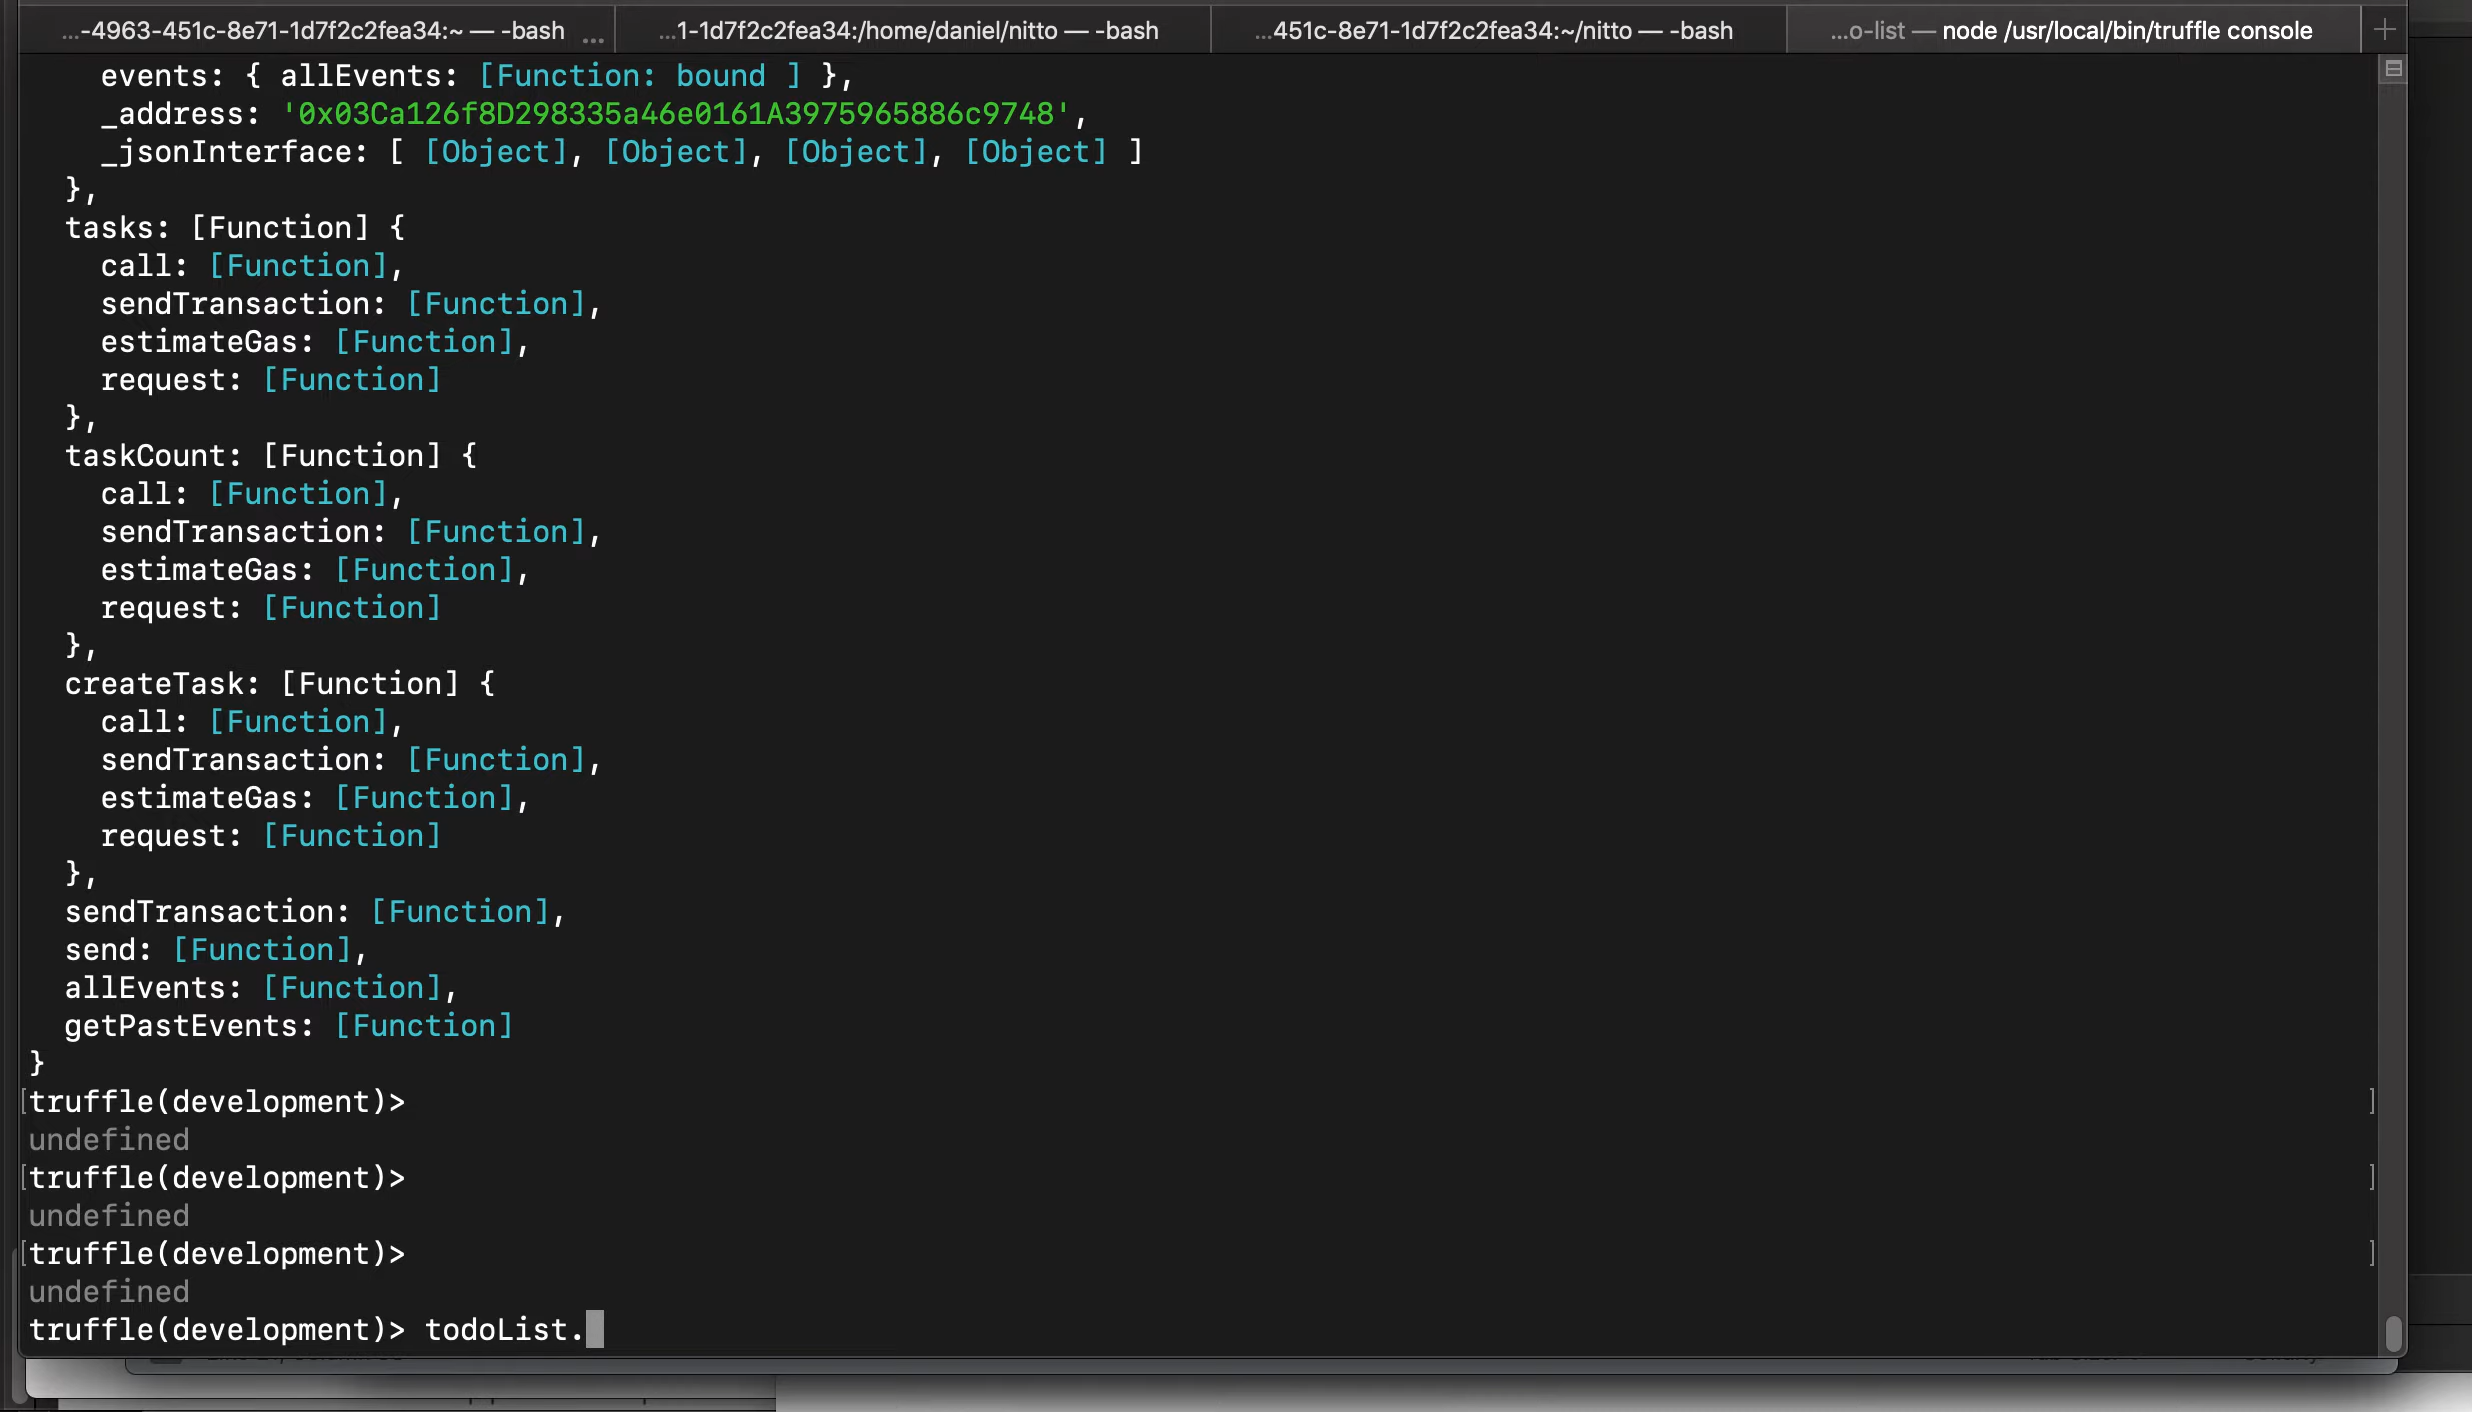 ...-4963-451c-8e71-1d7f2c2fea34:~ — -bash ...
...1-1d7f2c2fea34:/home/daniel/nitto — -bash
...451c-8e71-1d7f2c2fea34:~/nitto — -bash
...o-list — node /usr/local/bin/truffle console
events: { allEvents: [Function: bound ] },
_address: '0x03Ca126f8D298335a46e0161A3975965886c9748',
_jsonInterface: [ [Object], [Object], [Object], [Object] ]
},
tasks: [Function] {
call: [Function],
sendTransaction: [Function],
estimateGas: [Function],
request: [Function]
},
taskCount: [Function] {
call: [Function],
sendTransaction: [Function],
estimateGas: [Function],
request: [Function]
},
createTask: [Function] {
call: [Function],
sendTransaction: [Function],
estimateGas: [Function],
request: [Function]
},
sendTransaction: [Function],
send: [Function],
allEvents: [Function],
getPastEvents: [Function]
}
[truffle(development)> ]
undefined
[truffle(development)> ]
undefined
[truffle(development)> ]
undefined
truffle(development)> todoList.